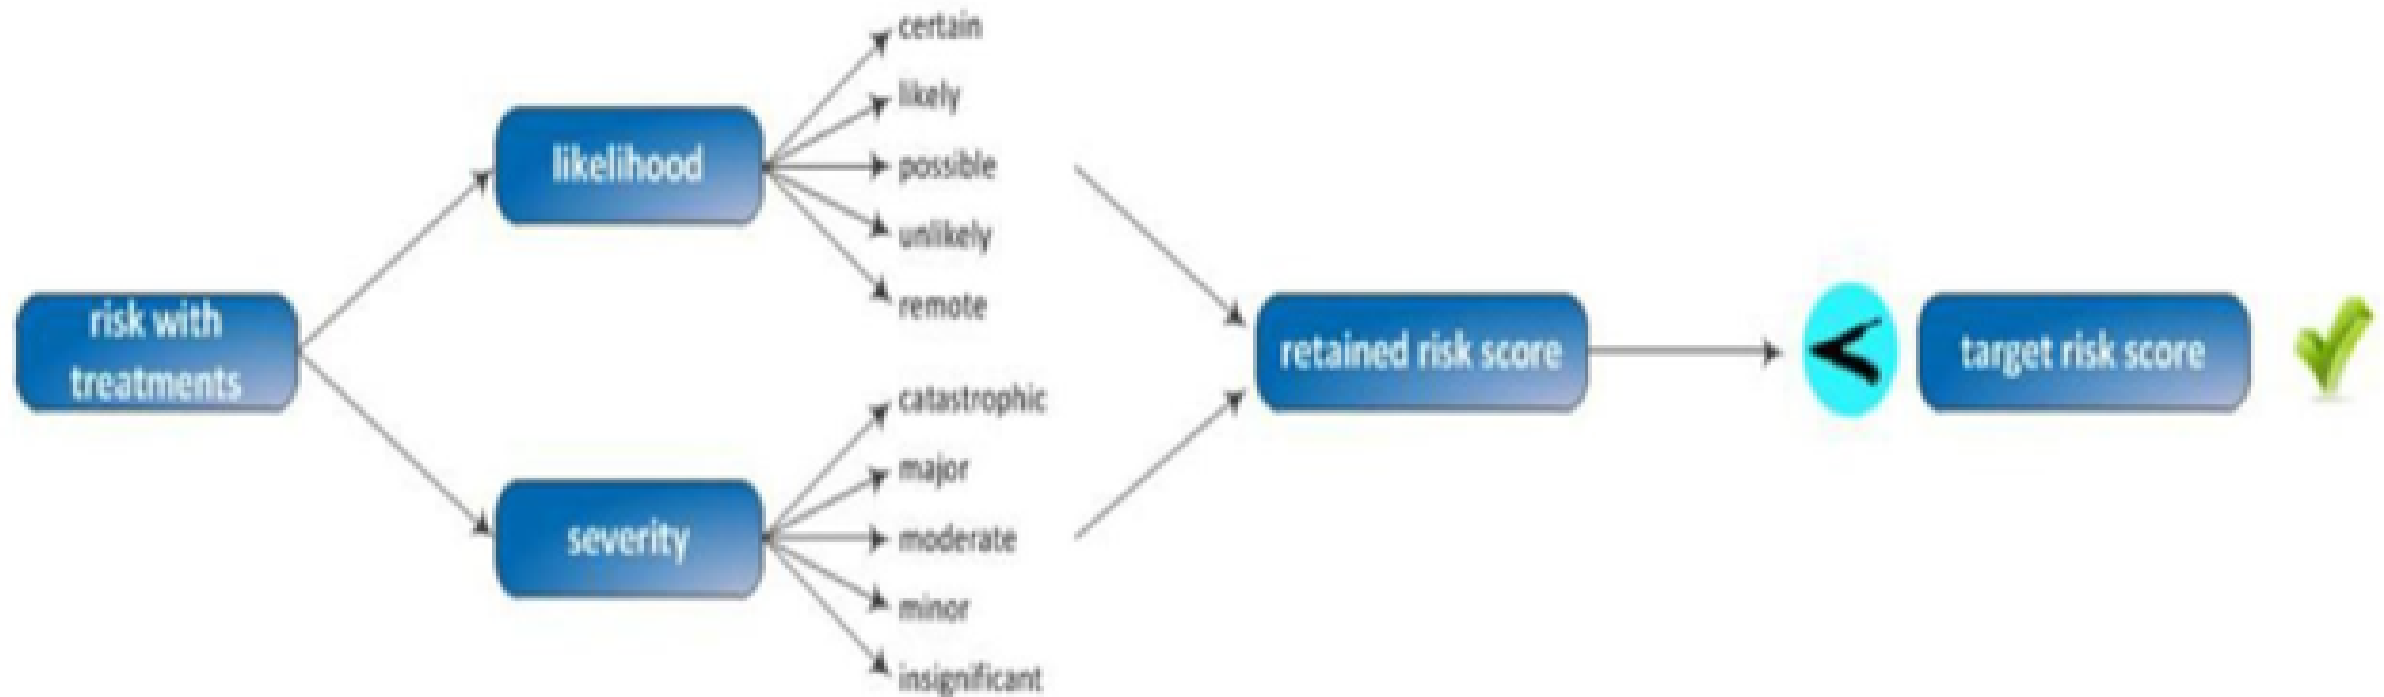 risk with
treatments
likelihood
certain
likely
possible
unlikely
remote
severity
catastrophic
major
moderate
minor
insignificant
retained risk score
<
target risk score